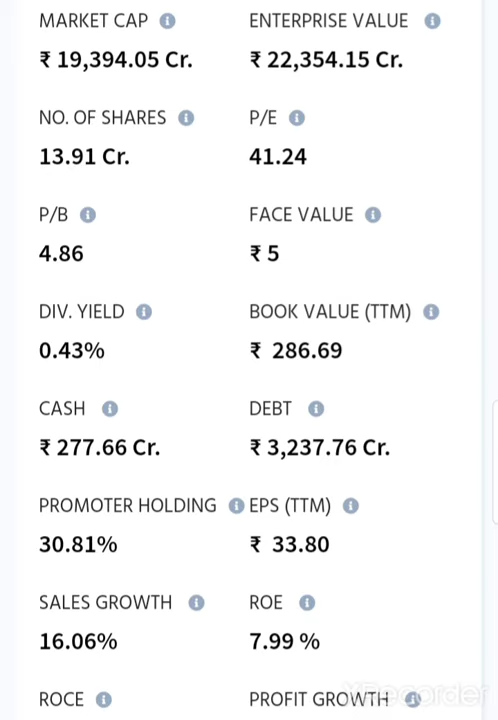 MARKET CAP ENTERPRISE VALUE
₹ 19,394.05 Cr. ₹ 22,354.15 Cr.
NO. OF SHARES P/E
13.91 Cr. 41.24
P/B FACE VALUE
4.86 ₹ 5
DIV. YIELD BOOK VALUE (TTM)
0.43% ₹ 286.69
CASH DEBT
₹ 277.66 Cr. ₹ 3,237.76 Cr.
PROMOTER HOLDING EPS (TTM)
30.81% ₹ 33.80
SALES GROWTH ROE
16.06% 7.99 %
ROCE PROFIT GROWTH
XRecorder